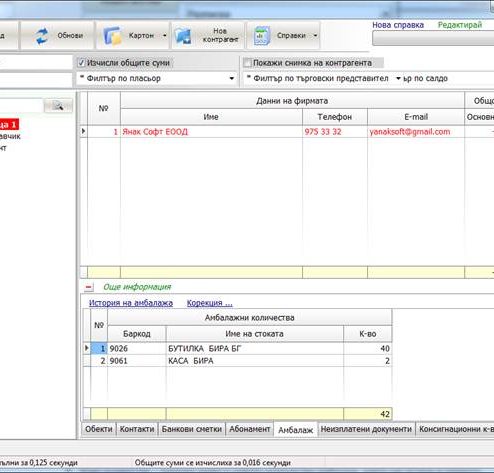 Нова справка Редактирай
д Обнови Картон Нова контрагент Справки
Изчисли общите суми Покажи снимка на контрагента
* Филтър по пласьор * Филтър по търговски представител ър по салдо
ца 1
авчик
нт
№ Данни на фирмата Общо
Име Телефон E-mail Основн
1 Янак Софт ЕООД 975 33 32 yanaksoft@gmail.com
Още информация
История на амбалажа Корекция ...
№ Амбалажни количества
Баркод Име на стоката К-во
1 9026 БУТИЛКА БИРА БГ 40
2 9061 КАСА БИРА 2
42
Обекти Контакти Банкови сметки Абонамент Амбалаж Неизплатени документи Консигнационни к-в
пълни за 0,125 секунди Общите суми се изчислиха за 0,016 секунди